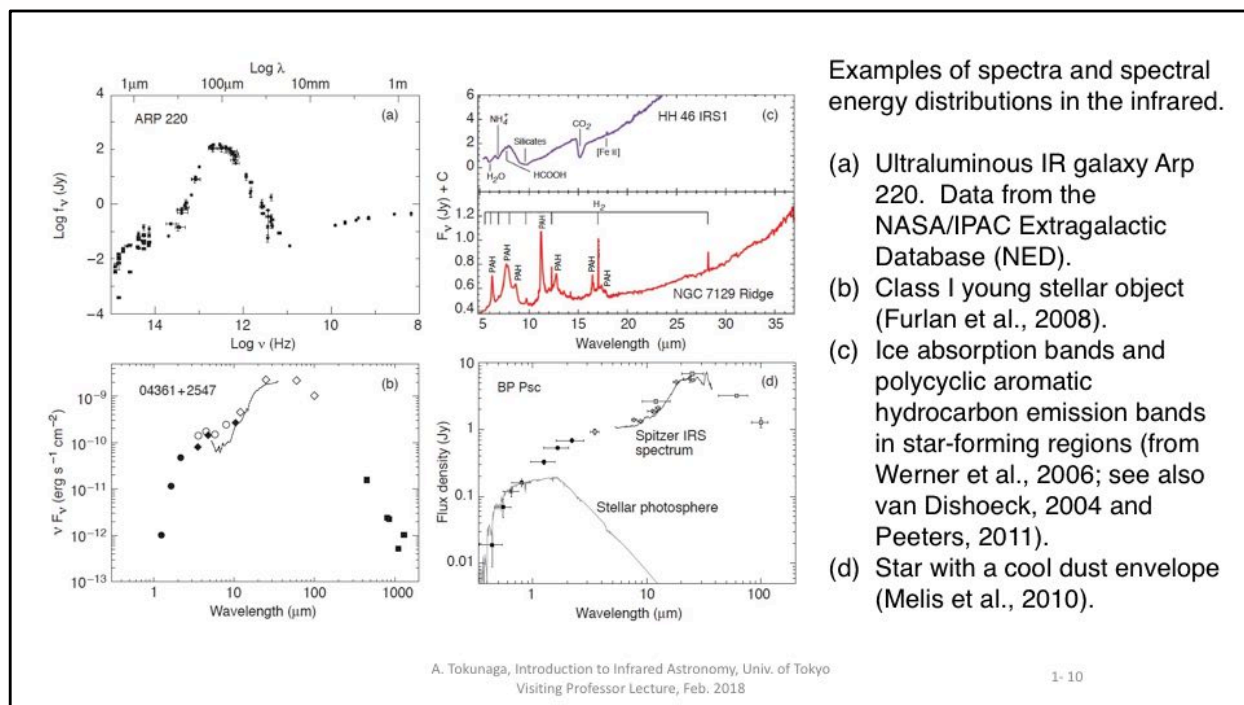 Log λ
1μm 100μm 10mm 1m
4
2
0
−2
−4
ARP 220
(a)
Log fν (Jy)
14 12 10 8
Log ν (Hz)
6
5
4
3
2
1
0
NH4+
CO2
HH 46 IRS1
(c)
Silicates
[Fe II]
H2O
HCOOH
Fν (Jy) + C
1.2
1.0
0.8
0.6
0.4
H2
PAH PAH PAH PAH PAH PAH PAH
NGC 7129 Ridge
5 10 15 20 25 30 35
Wavelength (μm)
10−9
10−10
10−11
10−12
10−13
04361+2547
(b)
ν Fν (erg s −1 cm−2)
1 10 100 1000
Wavelength (μm)
10
1
0.1
0.01
BP Psc
(d)
Spitzer IRS
spectrum
Stellar photosphere
Flux density (Jy)
1 10 100
Wavelength (μm)
Examples of spectra and spectral
energy distributions in the infrared.
(a) Ultraluminous IR galaxy Arp
220. Data from the
NASA/IPAC Extragalactic
Database (NED).
(b) Class I young stellar object
(Furlan et al., 2008).
(c) Ice absorption bands and
polycyclic aromatic
hydrocarbon emission bands
in star-forming regions (from
Werner et al., 2006; see also
van Dishoeck, 2004 and
Peeters, 2011).
(d) Star with a cool dust envelope
(Melis et al., 2010).
A. Tokunaga, Introduction to Infrared Astronomy, Univ. of Tokyo
Visiting Professor Lecture, Feb. 2018
1- 10